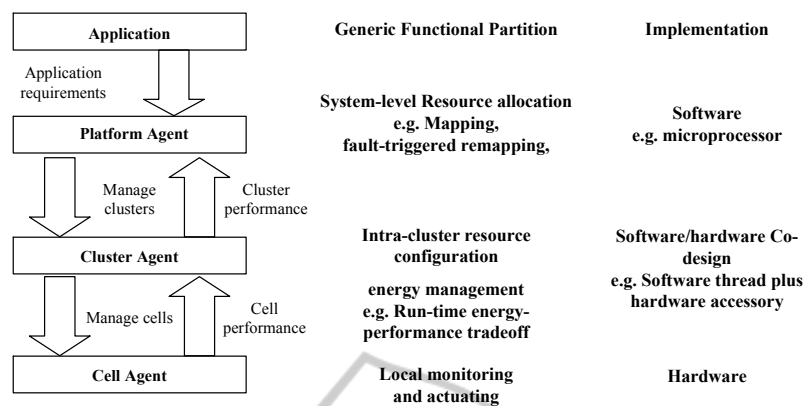 Application
Generic Functional Partition
Implementation
Application
requirements
System-level Resource allocation
e.g. Mapping,
fault-triggered remapping,
Software
e.g. microprocessor
Platform Agent
Manage
clusters
Cluster
performance
Cluster Agent
Intra-cluster resource
configuration
energy management
e.g. Run-time energy-
performance tradeoff
Software/hardware Co-
design
e.g. Software thread plus
hardware accessory
Manage cells
Cell
performance
Cell Agent
Local monitoring
and actuating
Hardware